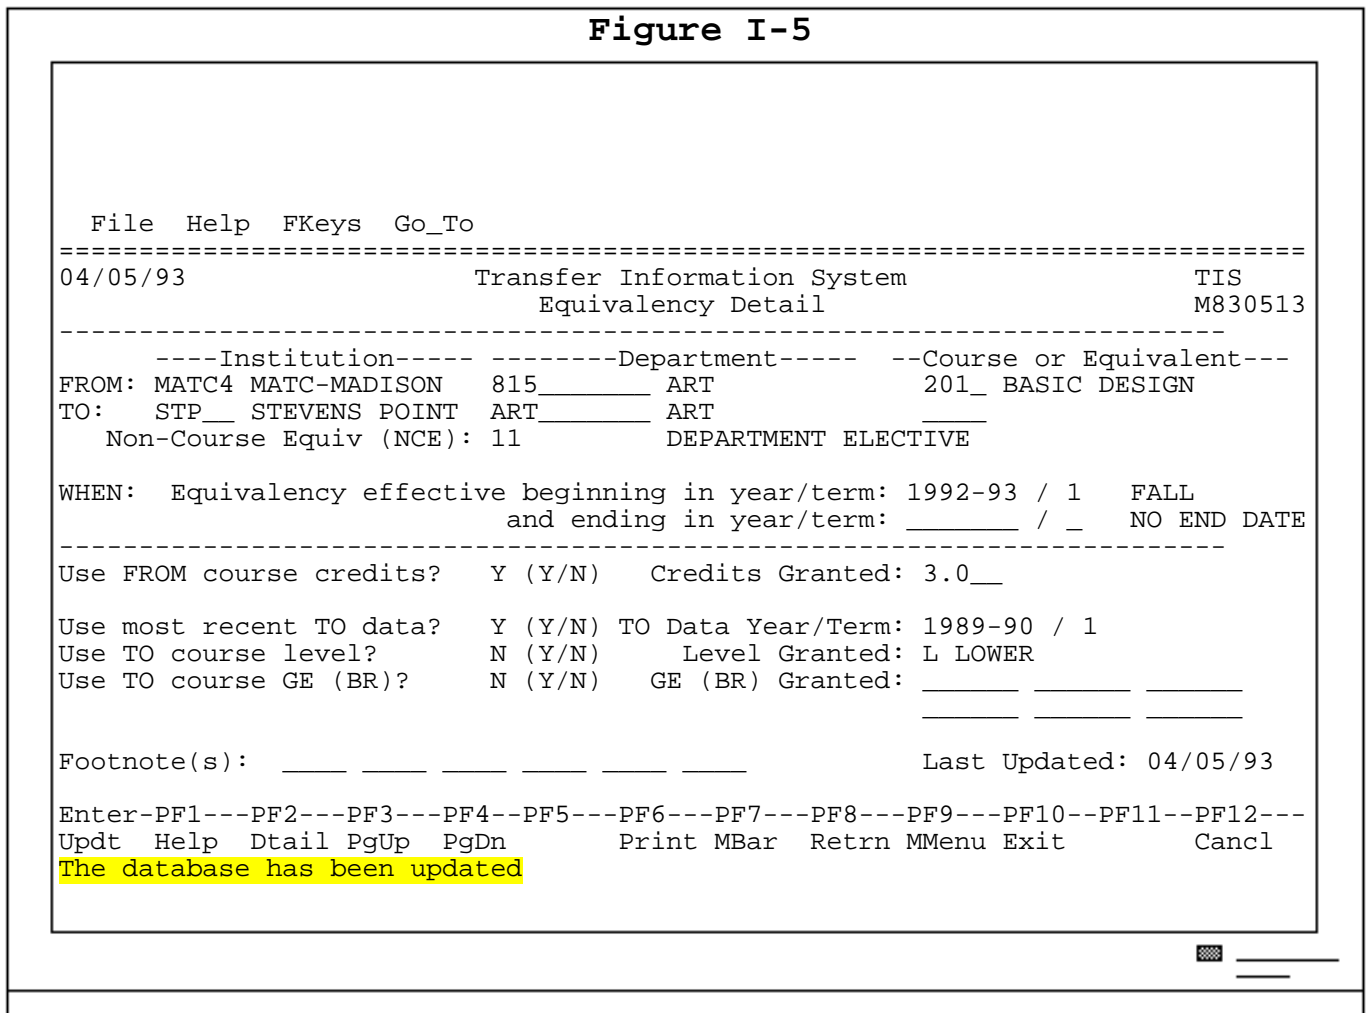 Figure I-5
File  Help  FKeys  Go_To
==============================================================================
04/05/93                  Transfer Information System                  TIS
                              Equivalency Detail                       M830513
-------------------------------------------------------------------------
      ----Institution----- --------Department-----  --Course or Equivalent---
FROM: MATC4 MATC-MADISON   815_______ ART             201_ BASIC DESIGN
TO:   STP__ STEVENS POINT  ART_______ ART             ____
   Non-Course Equiv (NCE): 11         DEPARTMENT ELECTIVE
WHEN:  Equivalency effective beginning in year/term: 1992-93 / 1   FALL
                            and ending in year/term: _______ / _   NO END DATE
-------------------------------------------------------------------------
Use FROM course credits?   Y (Y/N)   Credits Granted: 3.0__
Use most recent TO data?   Y (Y/N) TO Data Year/Term: 1989-90 / 1
Use TO course level?       N (Y/N)     Level Granted: L LOWER
Use TO course GE (BR)?     N (Y/N)   GE (BR) Granted: ______ ______ ______
                                                      ______ ______ ______
Footnote(s):  ____ ____ ____ ____ ____ ____           Last Updated: 04/05/93
Enter-PF1---PF2---PF3---PF4--PF5---PF6---PF7---PF8---PF9---PF10--PF11--PF12---
Updt  Help  Dtail PgUp  PgDn       Print MBar  Retrn MMenu Exit        Cancl
The database has been updated